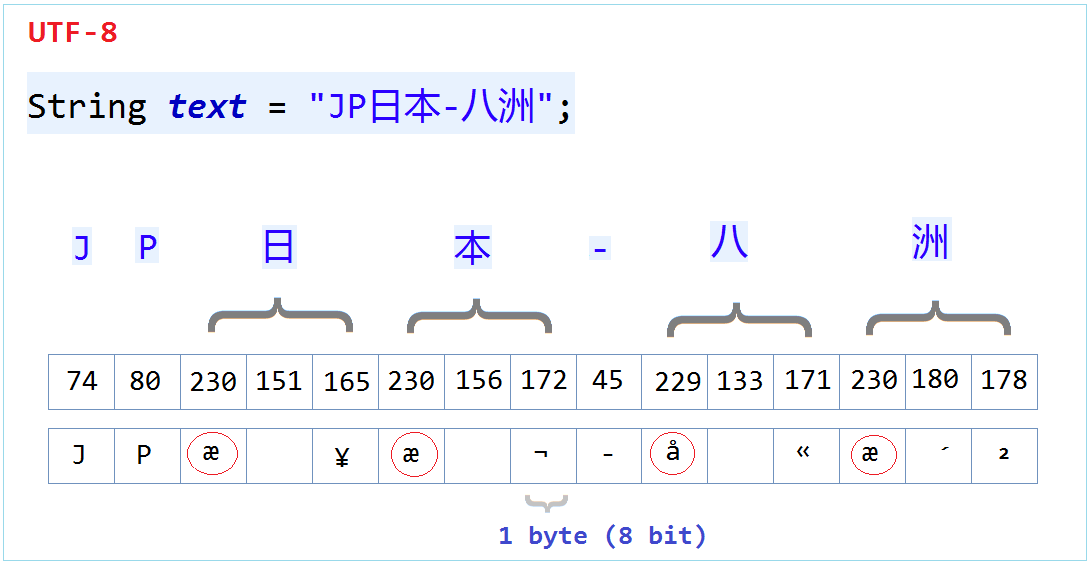 UTF-8
String text = "JP日本-八洲";
J P 日 本 - 八 洲
74 80 230 151 165 230 156 172 45 229 133 171 230 180 178
J P æ ¥ æ ¬ - å « æ ´ ²
1 byte (8 bit)